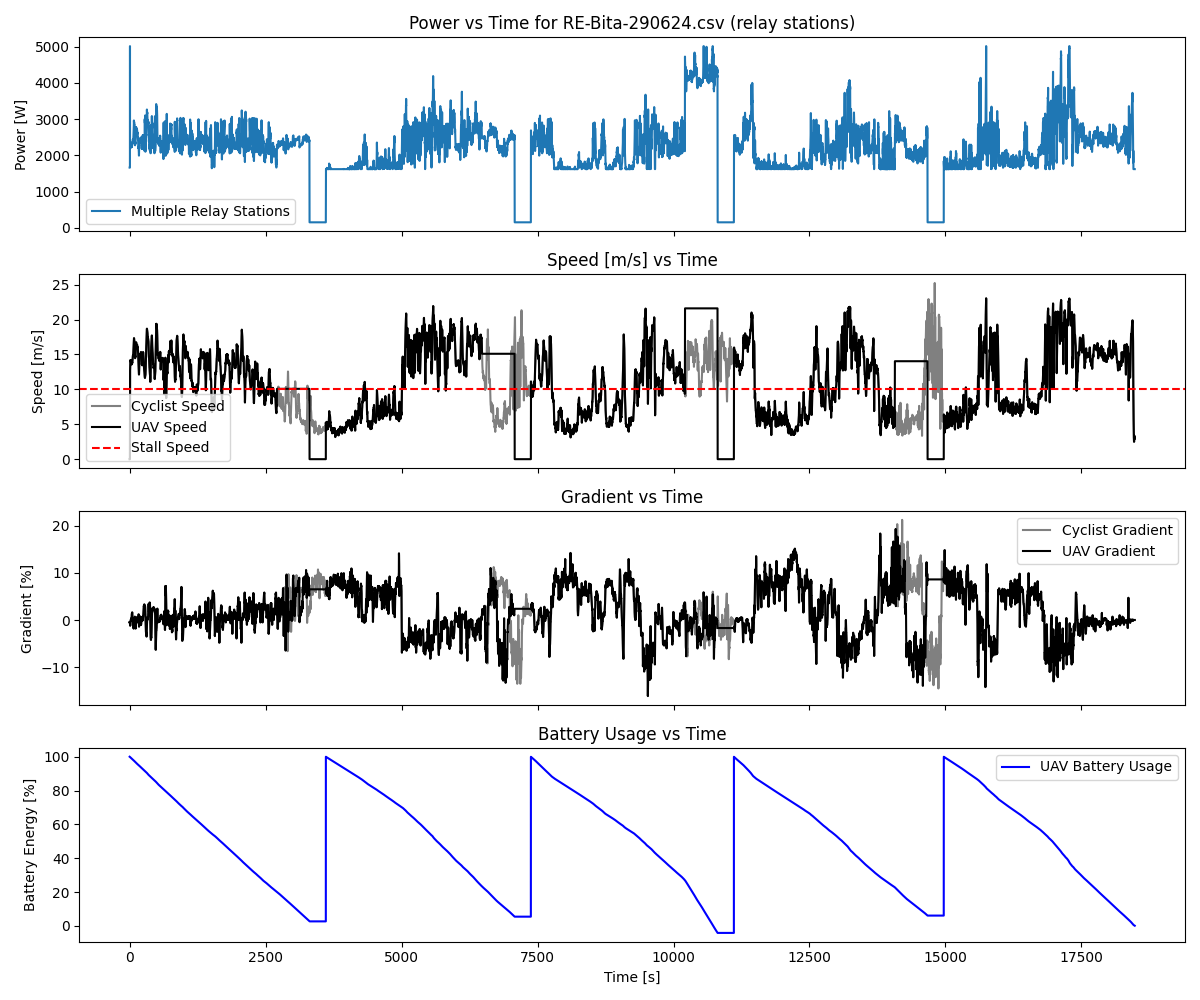 Power vs Time for RE-Bita-290624.csv (relay stations)
Power [W]
5000
4000
3000
2000
1000
0
Multiple Relay Stations
Speed [m/s] vs Time
Speed [m/s]
25
20
15
10
5
0
Cyclist Speed
UAV Speed
Stall Speed
Gradient vs Time
Gradient [%]
20
10
0
−10
Cyclist Gradient
UAV Gradient
Battery Usage vs Time
Battery Energy [%]
100
80
60
40
20
0
UAV Battery Usage
0 2500 5000 7500 10000 12500 15000 17500
Time [s]